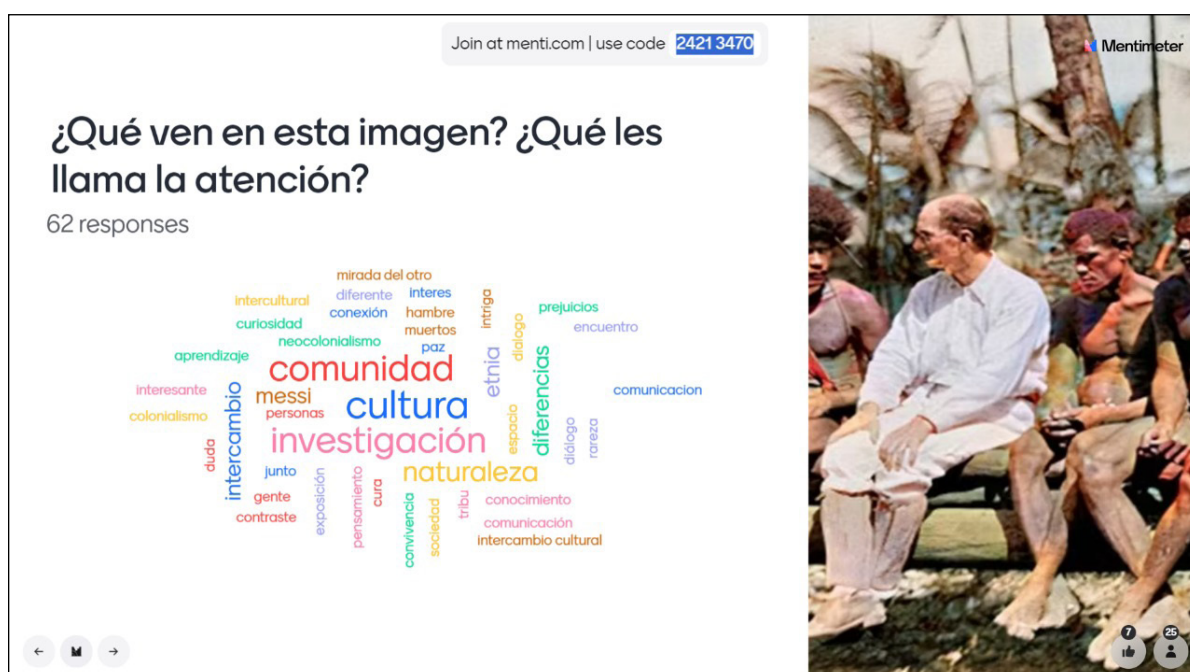 Join at menti.com | use code 2421 3470
Mentimeter
¿Qué ven en esta imagen? ¿Qué les
llama la atención?
62 responses
mirada del otro
intercultural
diferente
interes
intriga
prejuicios
curiosidad
conexión
hambre
encuentro
neocolonialismo
muertos
dialogo
aprendizaje
paz
comunidad
etnia
diferencias
interesante
messi
cultura
comunicacion
colonialismo
intercambio
personas
espacio
diólogo
rareza
investigación
duda
junto
naturaleza
gente
exposición
pensamiento
cura
convivencia
sociedad
tribu
conocimiento
contraste
comunicación
intercambio cultural
7
25